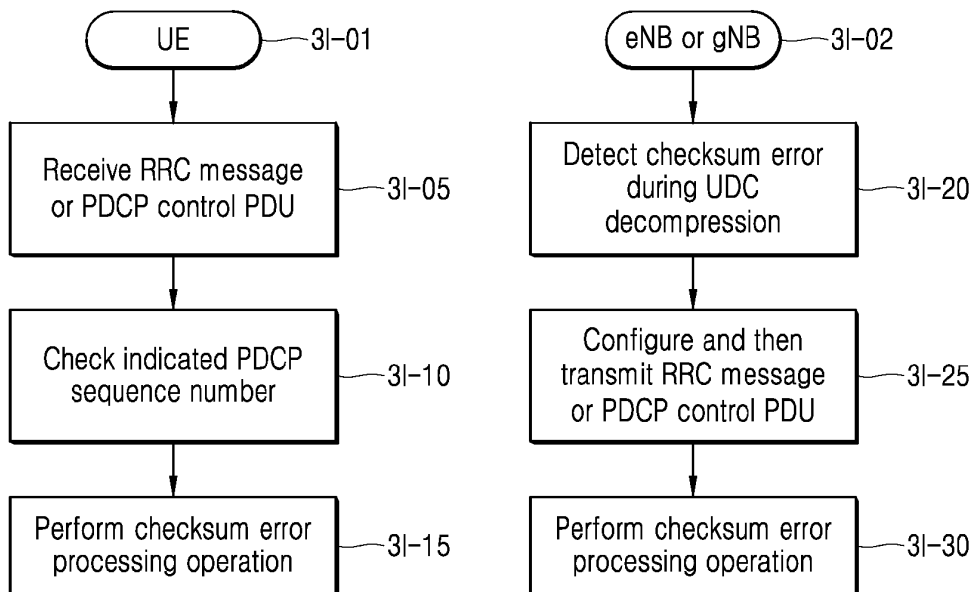 UE
3l-01
Receive RRC message
or PDCP control PDU
3l-05
Check indicated PDCP
sequence number
3l-10
Perform checksum error
processing operation
3l-15
eNB or gNB
3l-02
Detect checksum error
during UDC
decompression
3l-20
Configure and then
transmit RRC message
or PDCP control PDU
3l-25
Perform checksum error
processing operation
3l-30